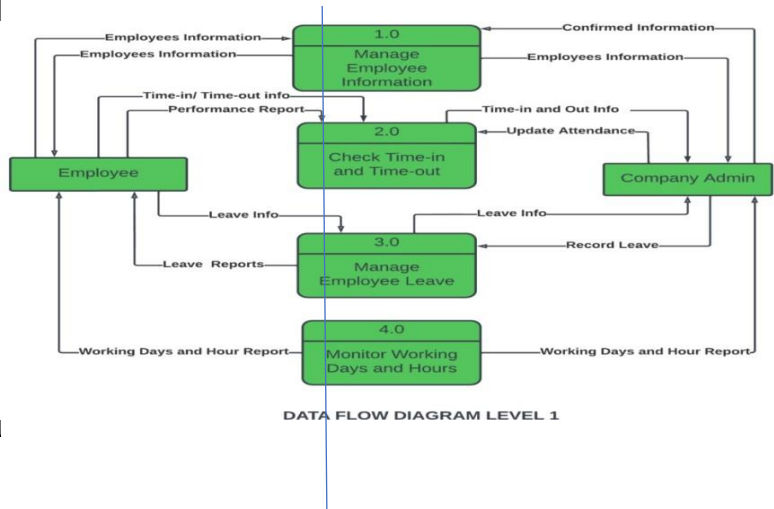 1.0
Confirmed Information
Employees Information
Manage
Employee
Information
Employees Information
Employees Information
Time-in/ Time-out info
Performance Report
2.0
Time-in and Out Info
Update Attendance
Check Time-in
and Time-out
Employee
Company Admin
Leave Info
Leave Info
3.0
Record Leave
Leave Reports
Manage
Employee Leave
4.0
Working Days and Hour Report
Monitor Working
Days and Hours
Working Days and Hour Report
DATA FLOW DIAGRAM LEVEL 1